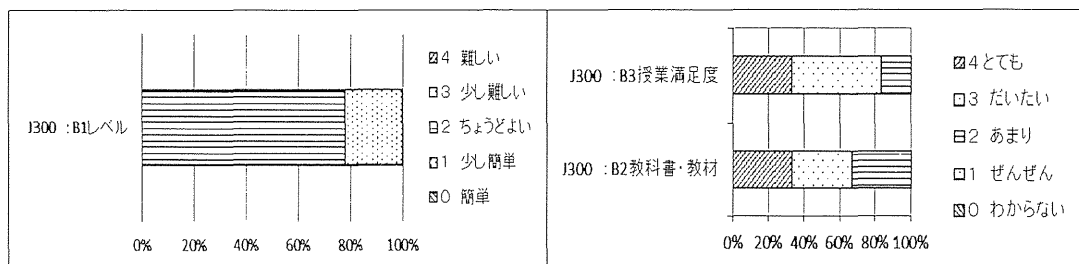 J300 :B1レベル
0% 20% 40% 60% 80% 100%
4 難しい
3 少し難しい
2 ちょうどよい
1 少し簡単
0 簡単
J300 :B3授業満足度
J300 :B2教科書・教材
0% 20% 40% 60% 80% 100%
4とても
3 だいたい
2 あまり
1 ぜんぜん
0 わからない